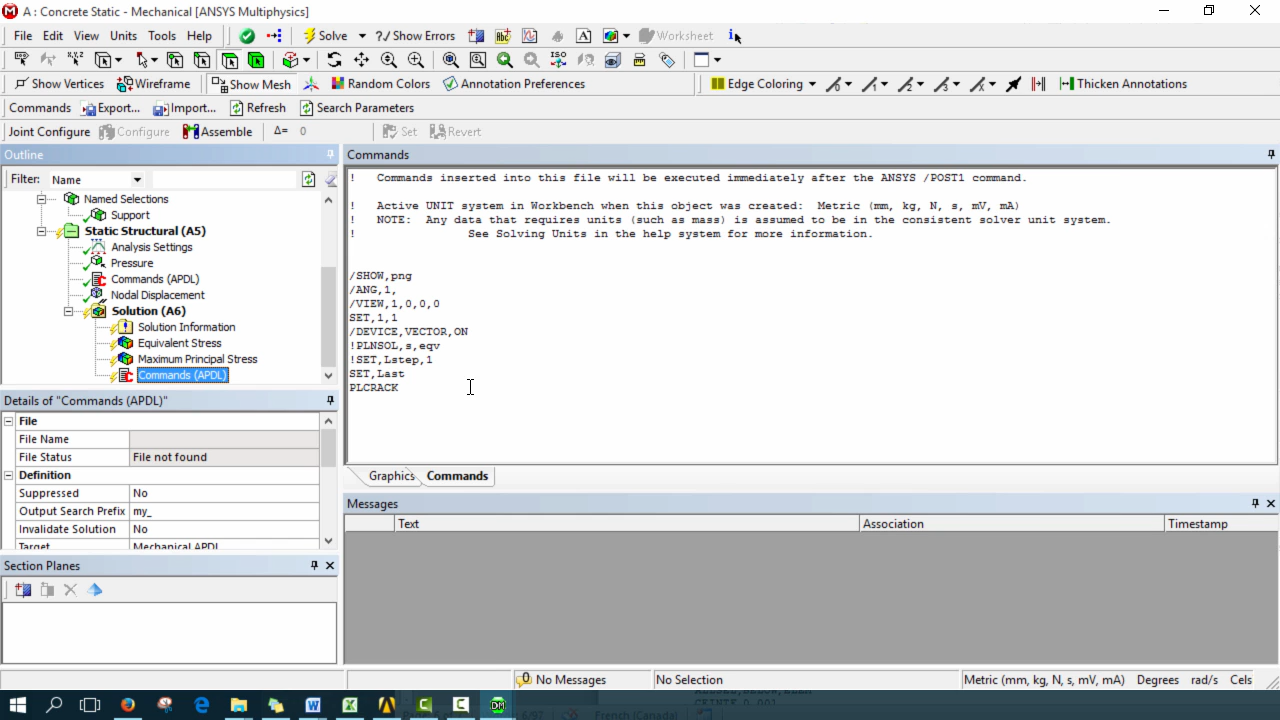 A : Concrete Static - Mechanical [ANSYS Multiphysics]
File Edit View Units Tools Help Solve ?/ Show Errors Worksheet
Show Vertices Wireframe Show Mesh Random Colors Annotation Preferences Edge Coloring Thicken Annotations
Commands Export... Import... Refresh Search Parameters
Joint Configure Configure Assemble Δ= 0 Set Revert
Outline
Filter: Name
Named Selections
Support
Static Structural (A5)
Analysis Settings
Pressure
Commands (APDL)
Nodal Displacement
Solution (A6)
Solution Information
Equivalent Stress
Maximum Principal Stress
Commands (APDL)
Details of "Commands (APDL)"
File
File Name
File Status File not found
Definition
Suppressed No
Output Search Prefix my_
Invalidate Solution No
Target Mechanical APDL
Section Planes
Commands
! Commands inserted into this file will be executed immediately after the ANSYS /POST1 command.
! Active UNIT system in Workbench when this object was created: Metric (mm, kg, N, s, mV, mA)
! NOTE: Any data that requires units (such as mass) is assumed to be in the consistent solver unit system.
! See Solving Units in the help system for more information.
/SHOW,png
/ANG,1,
/VIEW,1,0,0,0
SET,1,1
/DEVICE,VECTOR,ON
!PLNSOL,s,eqv
!SET,Lstep,1
SET,Last
PLCRACK
Graphics Commands
Messages
Text Association Timestamp
0 No Messages No Selection Metric (mm, kg, N, s, mV, mA) Degrees rad/s Cels